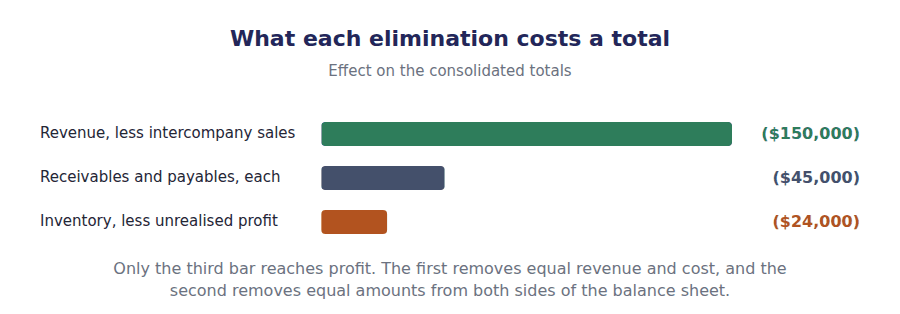 What each elimination costs a total
Effect on the consolidated totals
Revenue, less intercompany sales ($150,000)
Receivables and payables, each ($45,000)
Inventory, less unrealised profit ($24,000)
Only the third bar reaches profit. The first removes equal revenue and cost, and the
second removes equal amounts from both sides of the balance sheet.